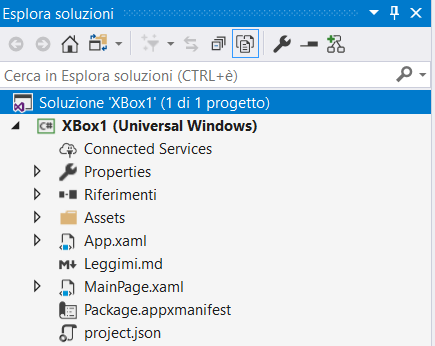 Esplora soluzioni
Cerca in Esplora soluzioni (CTRL+è)
Soluzione 'XBox1' (1 di 1 progetto)
C# XBox1 (Universal Windows)
Connected Services
Properties
Riferimenti
Assets
App.xaml
Leggimi.md
MainPage.xaml
Package.appxmanifest
project.json